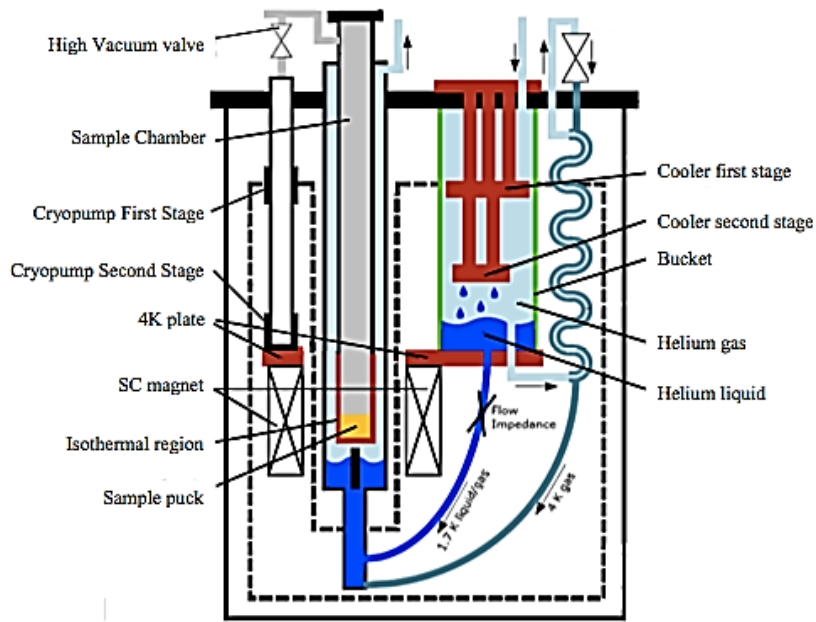 High Vacuum valve
Sample Chamber
Cryopump First Stage
Cryopump Second Stage
4K plate
SC magnet
Isothermal region
Sample puck
Cooler first stage
Cooler second stage
Bucket
Helium gas
Helium liquid
Flow
Impedance
1.7 K liquid/gas
4 K gas